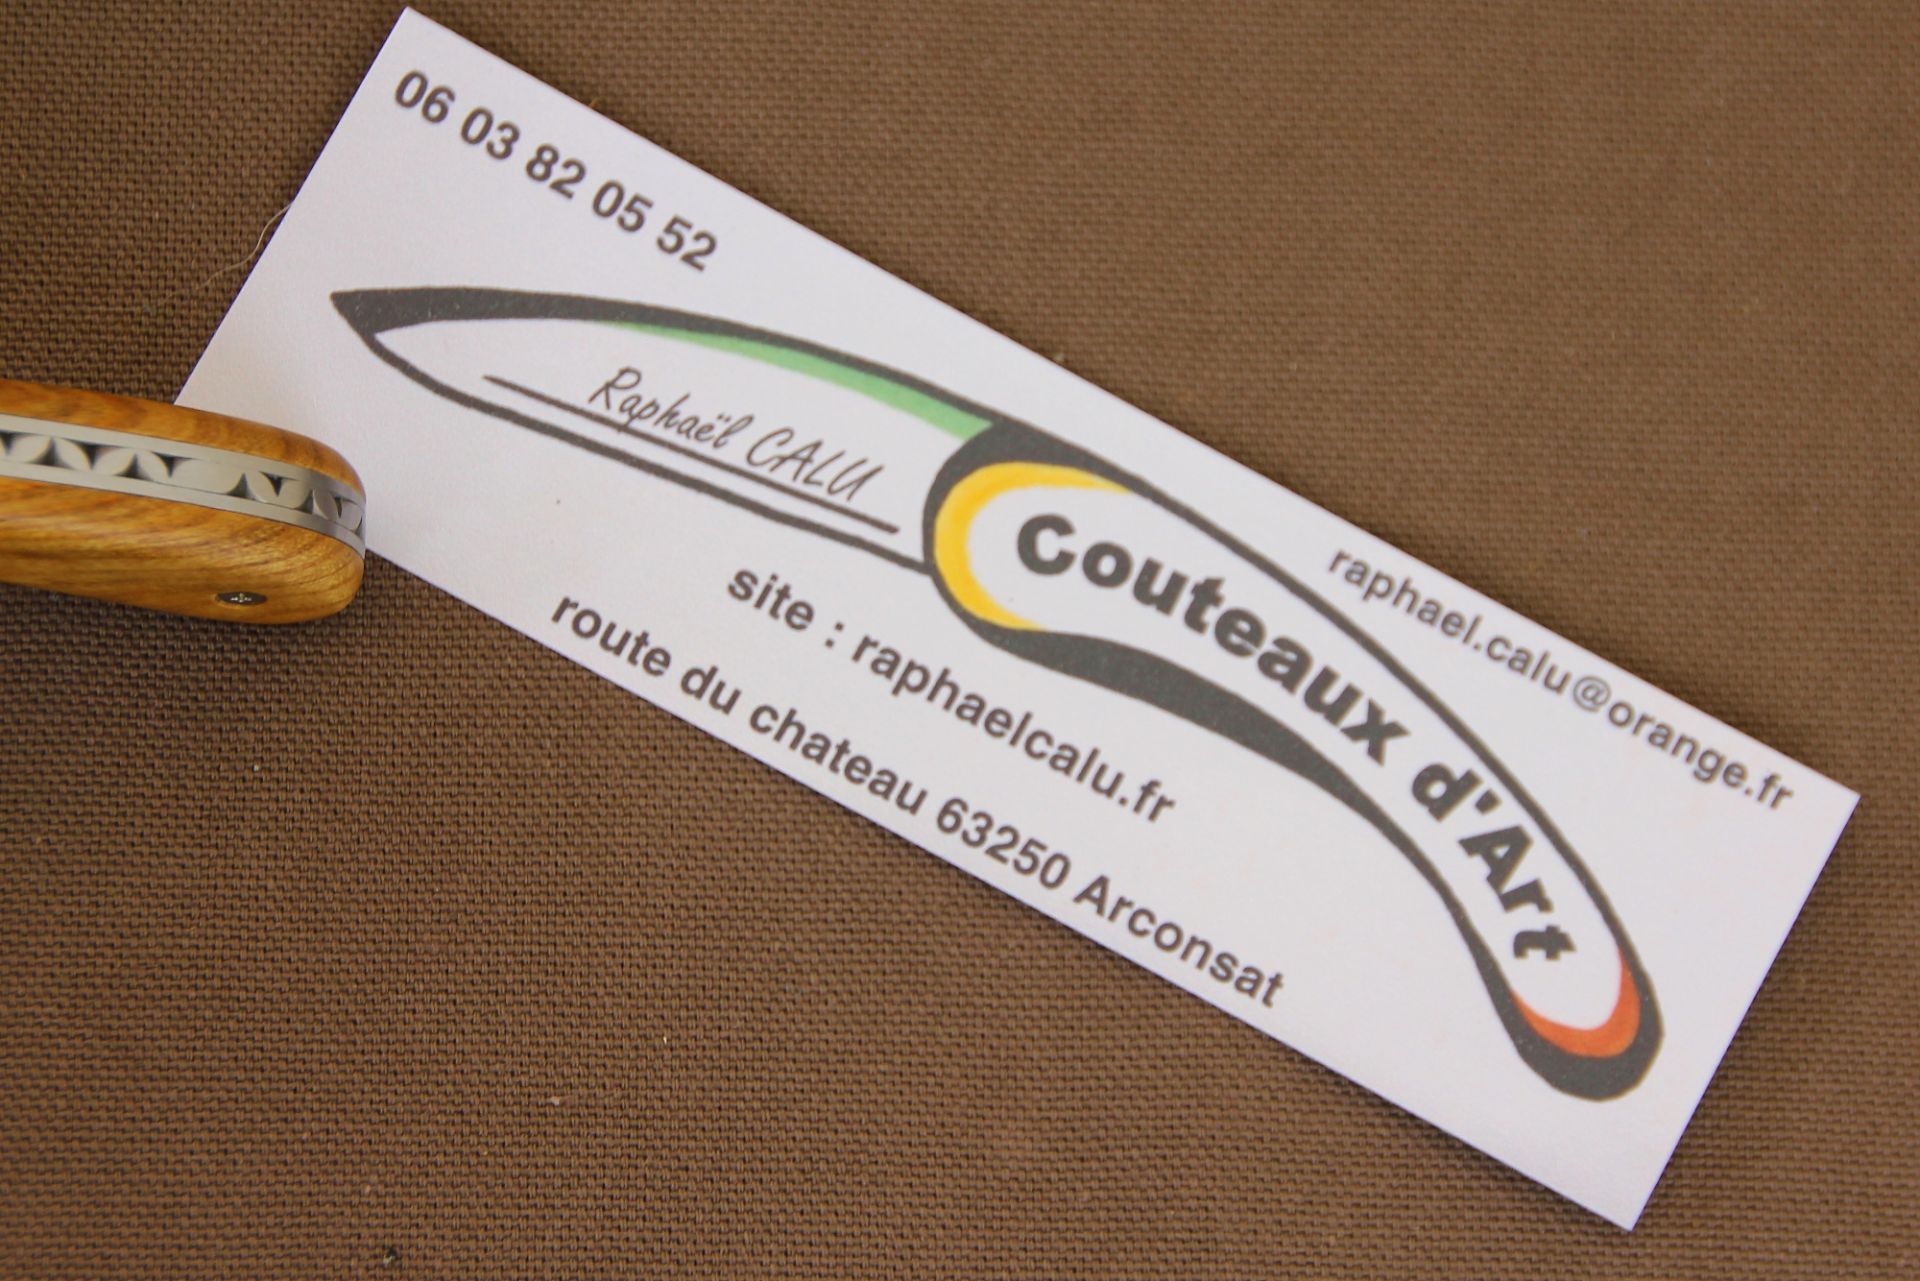 06 03 82 05 52
Raphaël CALU
Couteaux d'Art
raphael.calu@orange.fr
site : raphaelcalu.fr
route du chateau 63250 Arconsat